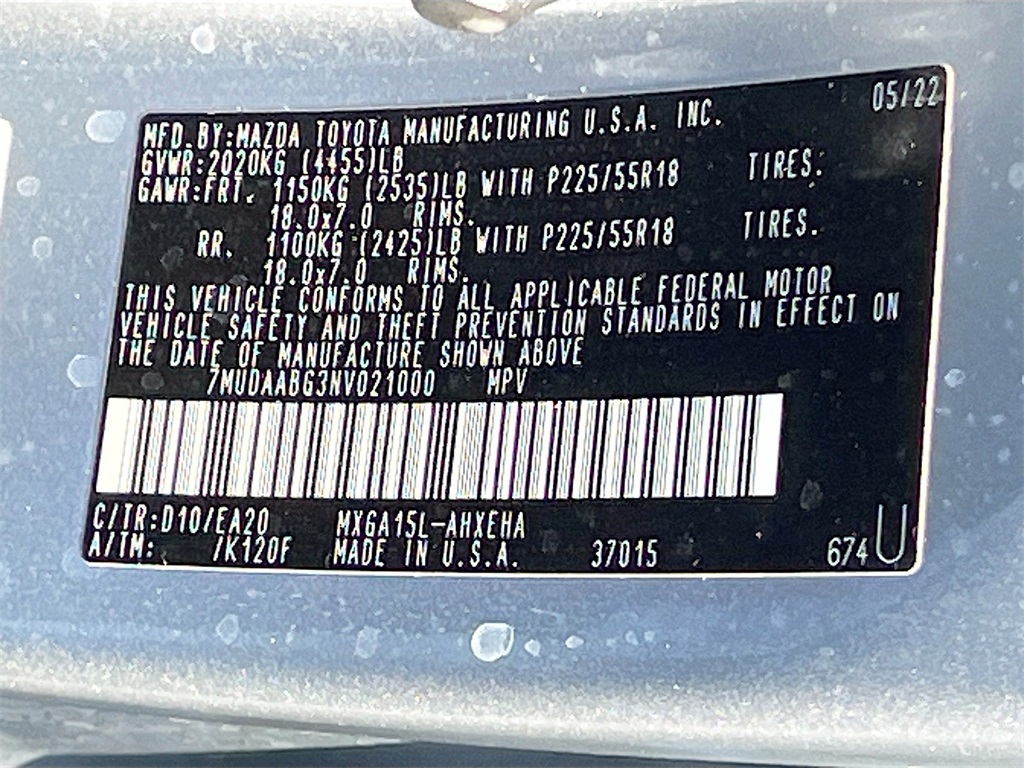 05/22
MFD.BY:MAZDA TOYOTA MANUFACTURING U.S.A. INC.
GVWR:2020KG (4455)LB
GAWR:FRT. 1150KG (2535)LB WITH P225/55R18 TIRES.
18.0x7.0 RIMS.
RR. 1100KG (2425)LB WITH P225/55R18 TIRES.
18.0x7.0 RIMS.
THIS VEHICLE CONFORMS TO ALL APPLICABLE FEDERAL MOTOR
VEHICLE SAFETY AND THEFT PREVENTION STANDARDS IN EFFECT ON
THE DATE OF MANUFACTURE SHOWN ABOVE
7MUDAABG3NV021000 MPV
C/TR:D10/EA20 MXGA15L-AHXEHA
A/TM: /K120F MADE IN U.S.A. 37015 674 U